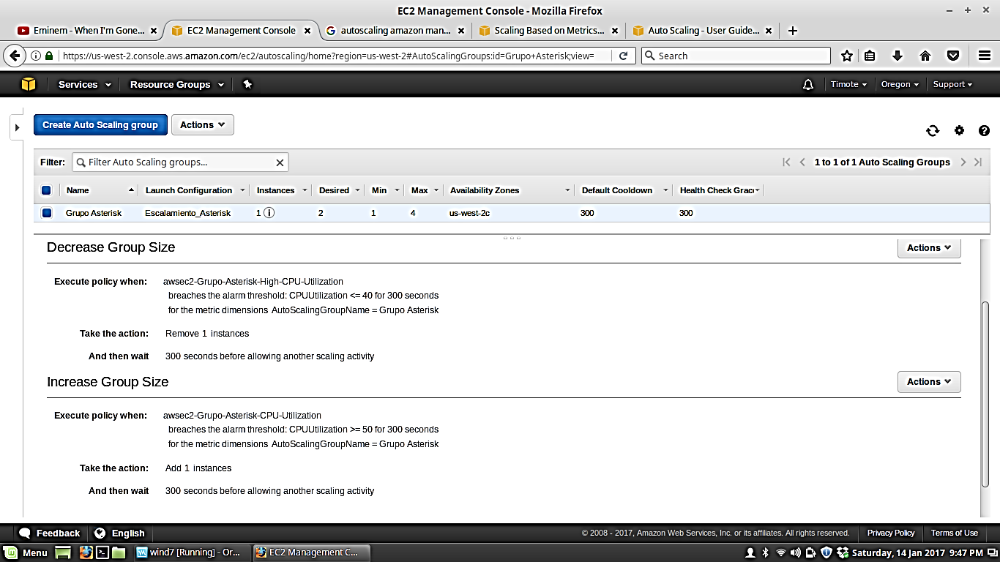 EC2 Management Console - Mozilla Firefox
Eminem - When I'm Gone... EC2 Management Console autoscaling amazon man... Scaling Based on Metrics... Auto Scaling - User Guide...
https://us-west-2.console.aws.amazon.com/ec2/autoscaling/home?region=us-west-2#AutoScalingGroups:id=Grupo+Asterisk;view= Search
Services Resource Groups Timote Oregon Support
Create Auto Scaling group Actions
Filter: Filter Auto Scaling groups... 1 to 1 of 1 Auto Scaling Groups
Name Launch Configuration Instances Desired Min Max Availability Zones Default Cooldown Health Check Grac
Grupo Asterisk Escalamiento_Asterisk 1 2 1 4 us-west-2c 300 300
Decrease Group Size Actions
Execute policy when: awsec2-Grupo-Asterisk-High-CPU-Utilization
breaches the alarm threshold: CPUUtilization <= 40 for 300 seconds
for the metric dimensions AutoScalingGroupName = Grupo Asterisk
Take the action: Remove 1 instances
And then wait 300 seconds before allowing another scaling activity
Increase Group Size Actions
Execute policy when: awsec2-Grupo-Asterisk-CPU-Utilization
breaches the alarm threshold: CPUUtilization >= 50 for 300 seconds
for the metric dimensions AutoScalingGroupName = Grupo Asterisk
Take the action: Add 1 instances
And then wait 300 seconds before allowing another scaling activity
Feedback English © 2008 - 2017, Amazon Web Services, Inc. or its affiliates. All rights reserved. Privacy Policy Terms of Use
Menu wind7 [Running] - Or... EC2 Management C... Saturday, 14 Jan 2017 9:47 PM